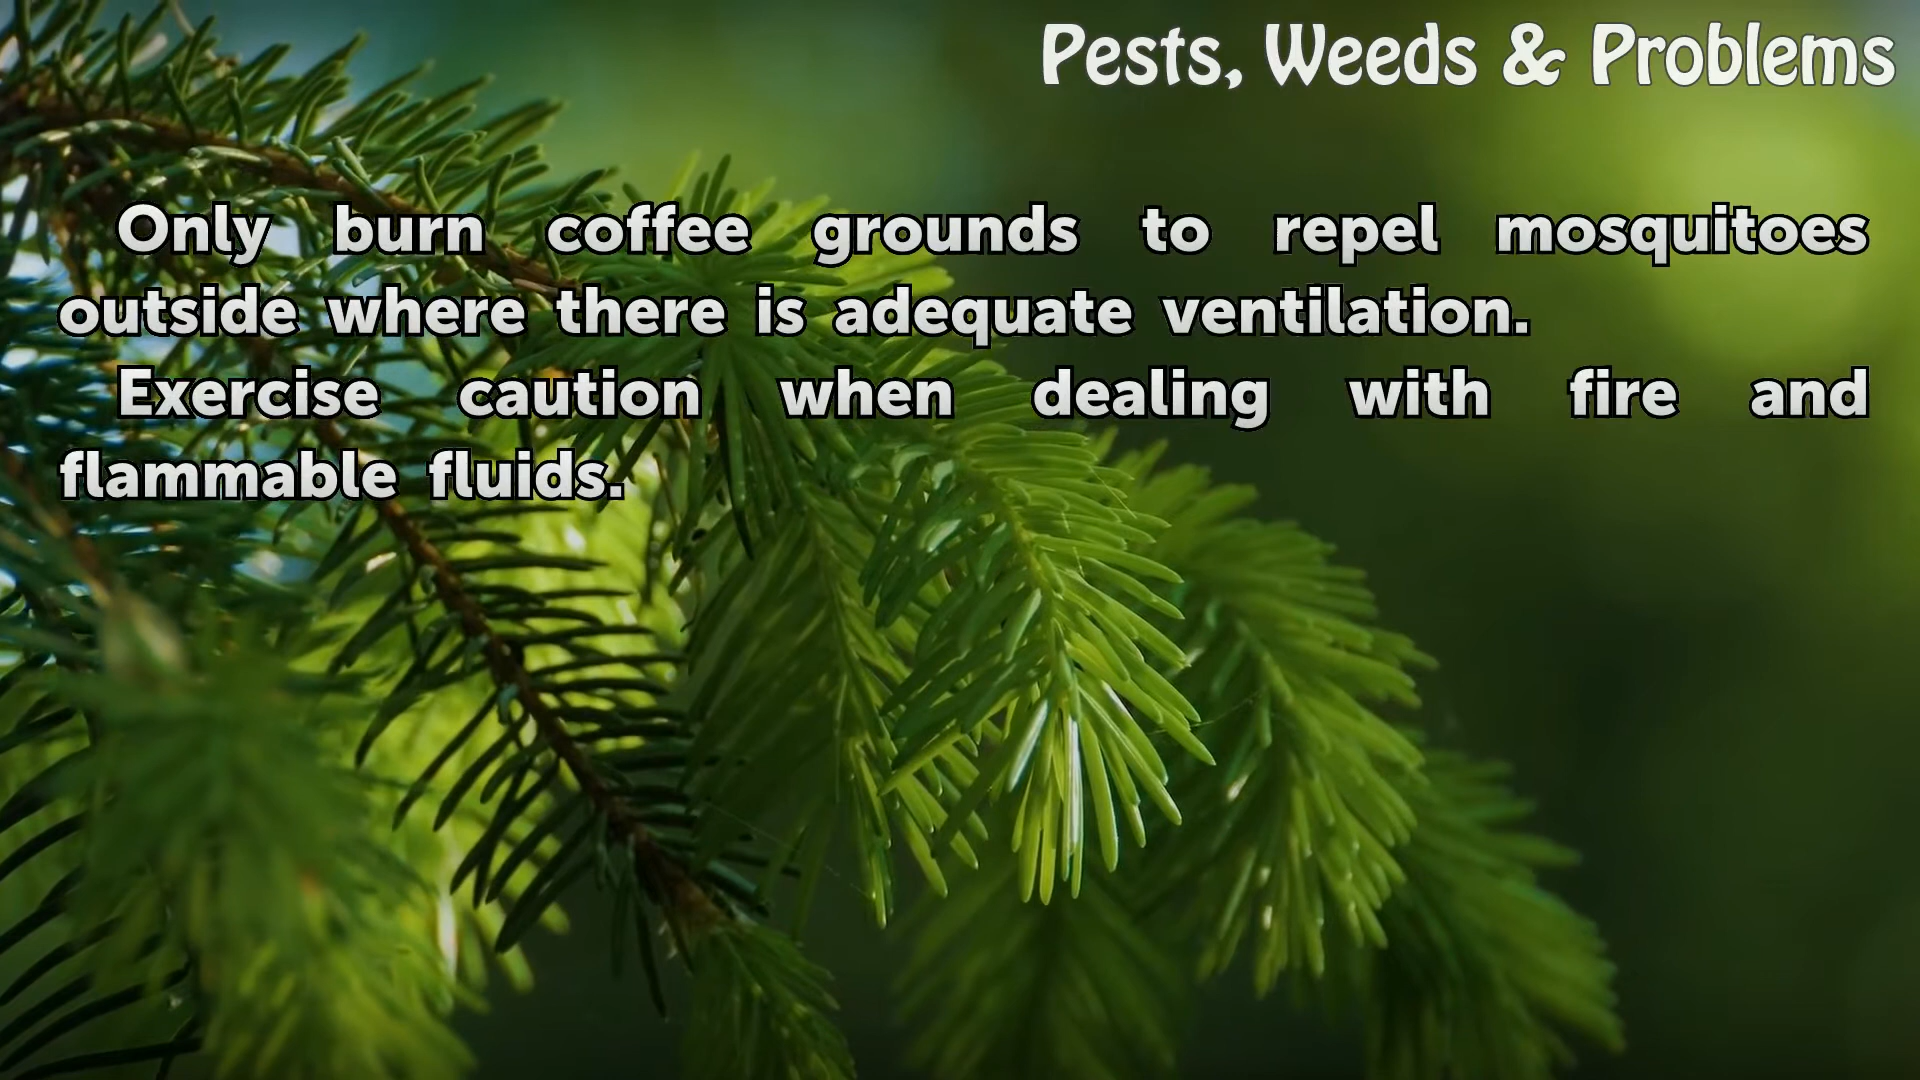 Pests, Weeds & Problems
Only burn coffee grounds to repel mosquitoes
outside where there is adequate ventilation.
Exercise caution when dealing with fire and
flammable fluids.